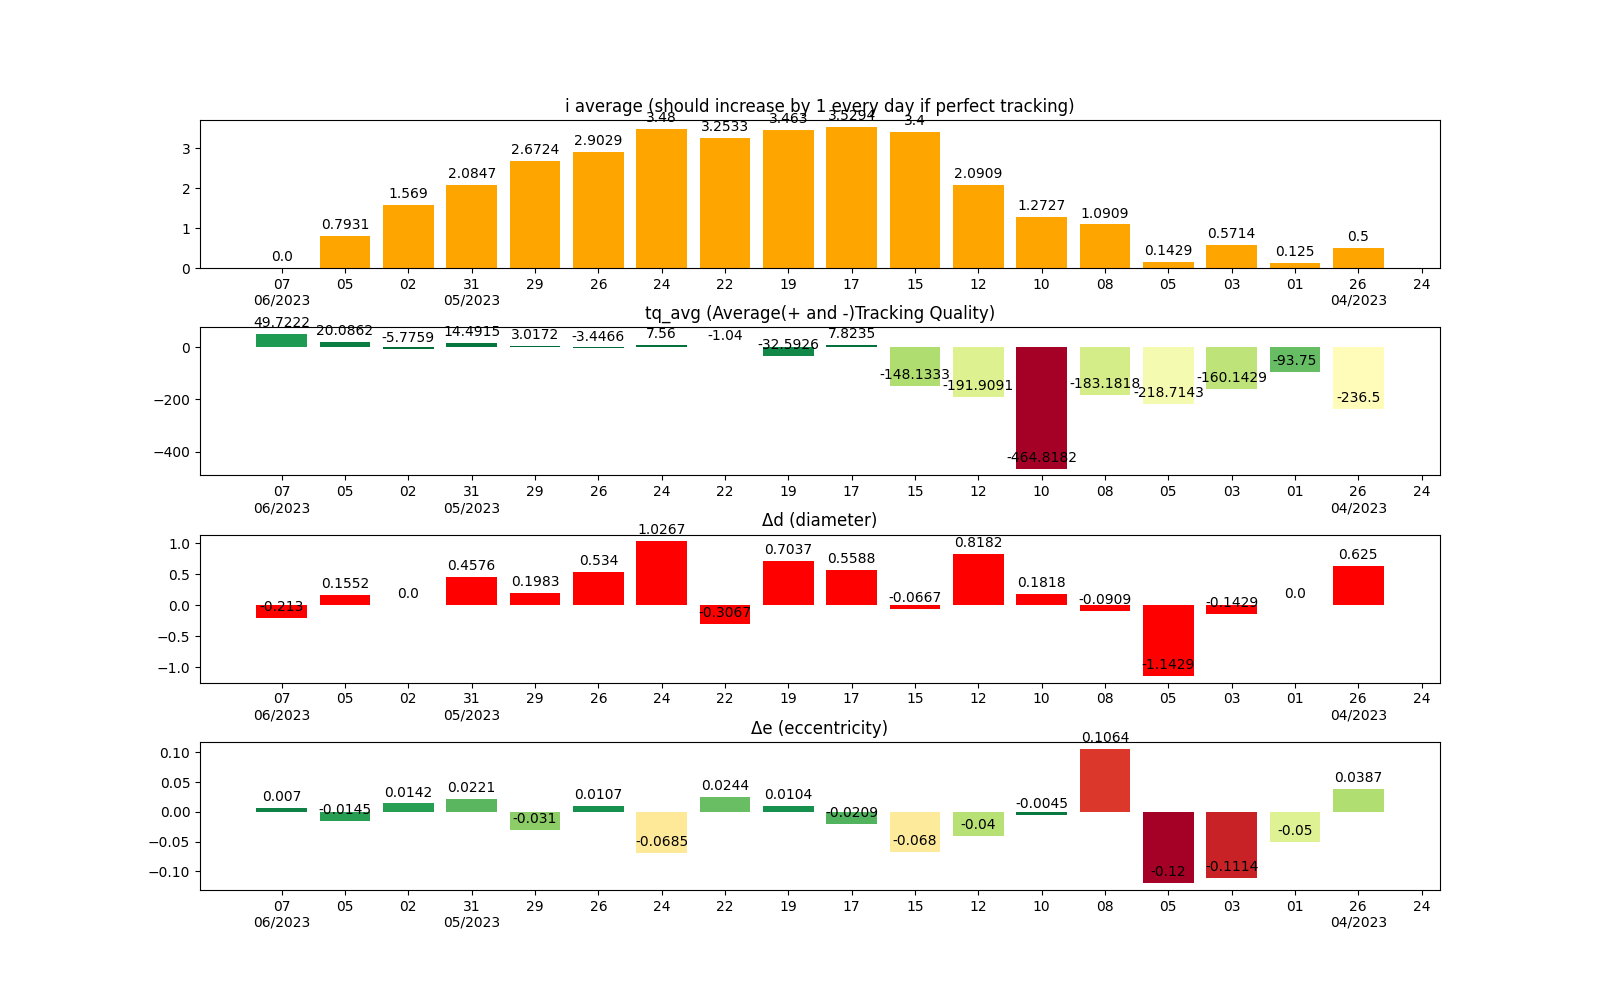 i average (should increase by 1 every day if perfect tracking)
0.0 0.7931 1.569 2.0847 2.6724 2.9029 3.48 3.2533 3.463 3.5294 3.4 2.0909 1.2727 1.0909 0.1429 0.5714 0.125 0.5
3
2
1
0
07 05 02 31 29 26 24 22 19 17 15 12 10 08 05 03 01 26 24
06/2023 05/2023 04/2023
tq_avg (Average(+ and -)Tracking Quality)
49.7222 20.0862 -5.7759 14.4915 3.0172 -3.4466 7.56 -1.04 -32.5926 7.8235 -148.1333 -191.9091 -464.8182 -183.1818 -218.7143 -160.1429 -93.75 -236.5
0
−200
−400
07 05 02 31 29 26 24 22 19 17 15 12 10 08 05 03 01 26 24
06/2023 05/2023 04/2023
Δd (diameter)
-0.213 0.1552 0.0 0.4576 0.1983 0.534 1.0267 -0.3067 0.7037 0.5588 -0.0667 0.8182 0.1818 -0.0909 -1.1429 -0.1429 0.0 0.625
1.0
0.5
0.0
−0.5
−1.0
07 05 02 31 29 26 24 22 19 17 15 12 10 08 05 03 01 26 24
06/2023 05/2023 04/2023
Δe (eccentricity)
0.007 -0.0145 0.0142 0.0221 -0.031 0.0107 -0.0685 0.0244 0.0104 -0.0209 -0.068 -0.04 -0.0045 0.1064 -0.12 -0.1114 -0.05 0.0387
0.10
0.05
0.00
−0.05
−0.10
07 05 02 31 29 26 24 22 19 17 15 12 10 08 05 03 01 26 24
06/2023 05/2023 04/2023